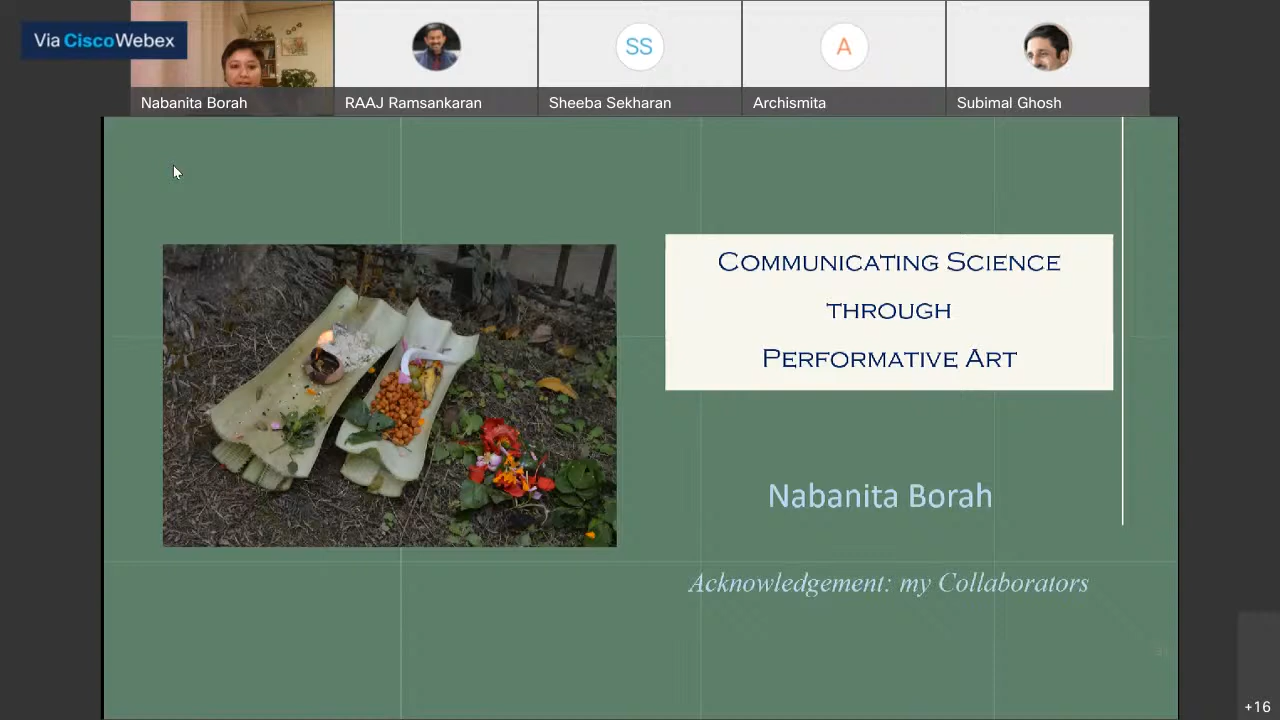 Via CiscoWebex
Nabanita Borah
RAAJ Ramsankaran
SS
Sheeba Sekharan
A
Archismita
Subimal Ghosh
COMMUNICATING SCIENCE
THROUGH
PERFORMATIVE ART
Nabanita Borah
Acknowledgement: my Collaborators
+16